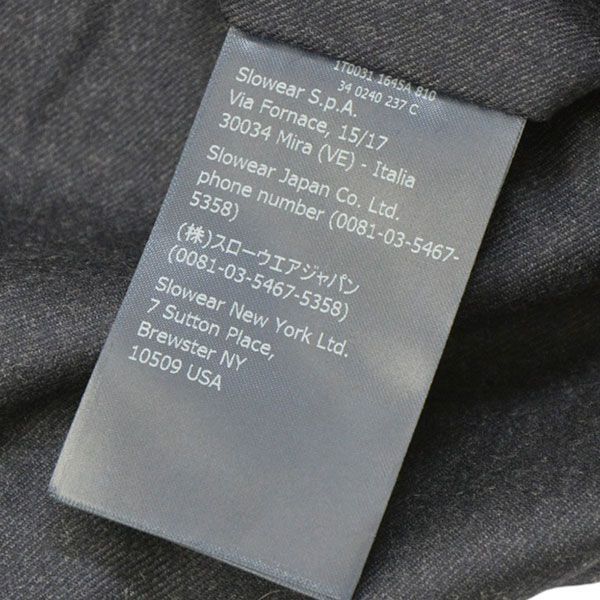 1T0031 1645A 810
34 0240 237 C
Slowear S.p.A.
Via Fornace, 15/17
30034 Mira (VE) - Italia
Slowear Japan Co. Ltd.
phone number (0081-03-5467-
5358)
(株)スローウエアジャパン
(0081-03-5467-5358)
Slowear New York Ltd.
7 Sutton Place,
Brewster NY
10509 USA